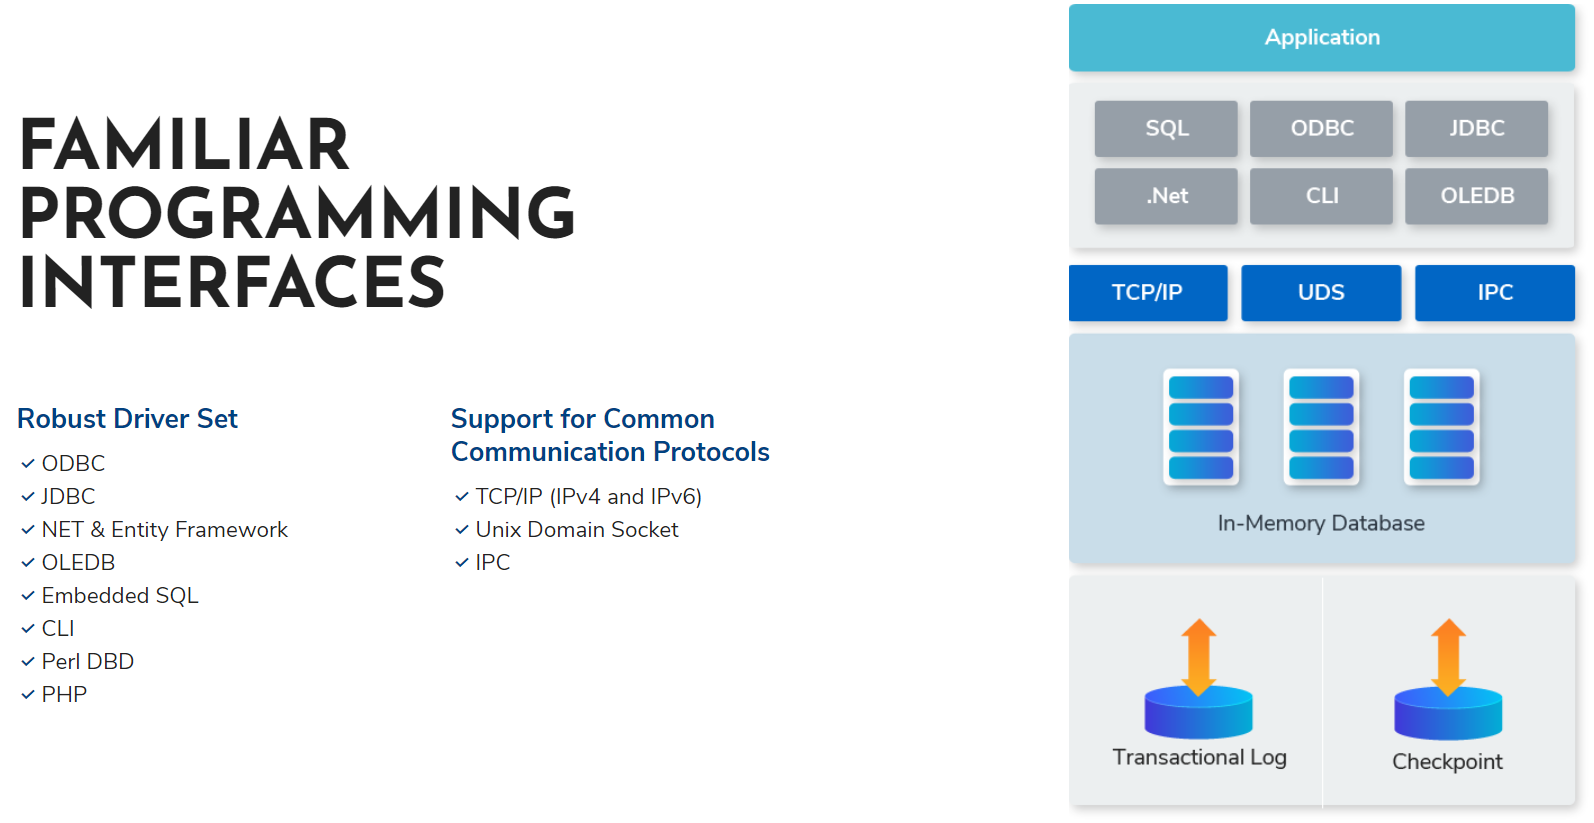 FAMILIAR
PROGRAMMING
INTERFACES
Robust Driver Set
ODBC
JDBC
NET & Entity Framework
OLEDB
Embedded SQL
CLI
Perl DBD
PHP
Support for Common
Communication Protocols
TCP/IP (IPv4 and IPv6)
Unix Domain Socket
IPC
Application
SQL
ODBC
JDBC
.Net
CLI
OLEDB
TCP/IP
UDS
IPC
In-Memory Database
Transactional Log
Checkpoint